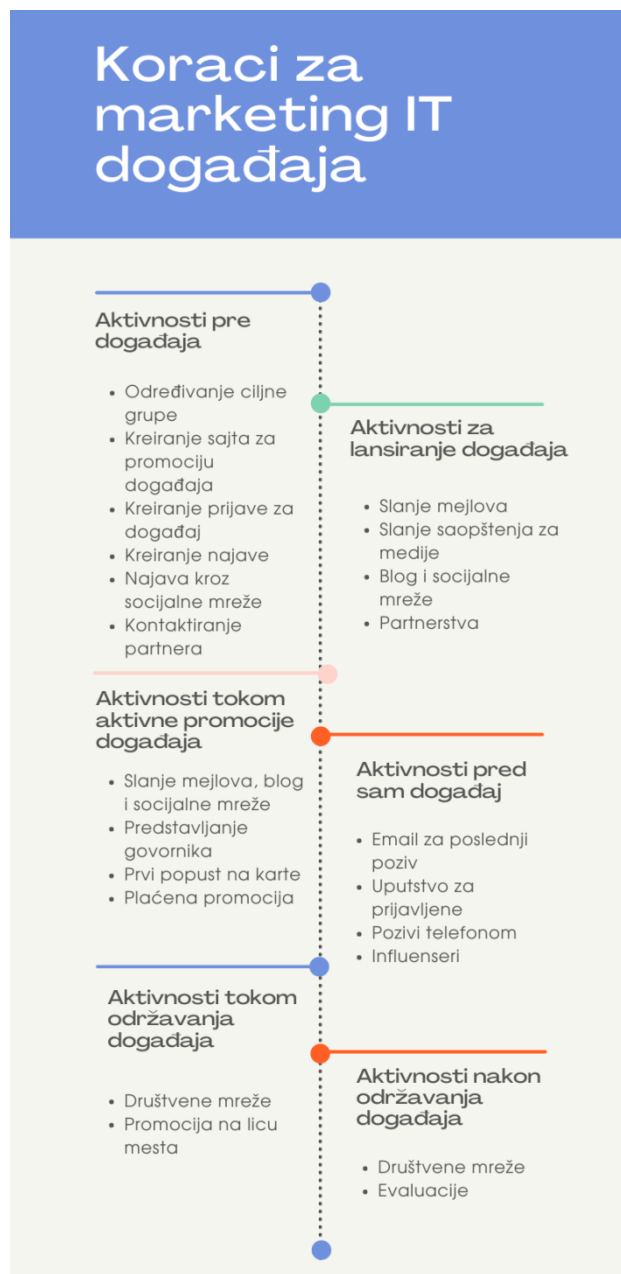 Koraci za
marketing IT
događaja
Aktivnosti pre
događaja
• Određivanje ciljne
grupe
• Kreiranje sajta za
promociju
događaja
• Kreiranje prijave za
događaj
• Kreiranje najave
• Najava kroz
socijalne mreže
• Kontaktiranje
partnera
Aktivnosti za
lansiranje događaja
• Slanje mejlova
• Slanje saopštenja za
medije
• Blog i socijalne
mreže
• Partnerstva
Aktivnosti tokom
aktivne promocije
događaja
• Slanje mejlova, blog
i socijalne mreže
• Predstavljanje
govornika
• Prvi popust na karte
• Plaćena promocija
Aktivnosti pred
sam događaj
• Email za poslednji
poziv
• Uputstvo za
prijavljene
• Pozivi telefonom
• Influenseri
Aktivnosti tokom
održavanja
događaja
• Društvene mreže
• Promocija na licu
mesta
Aktivnosti nakon
održavanja
događaja
• Društvene mreže
• Evaluacije